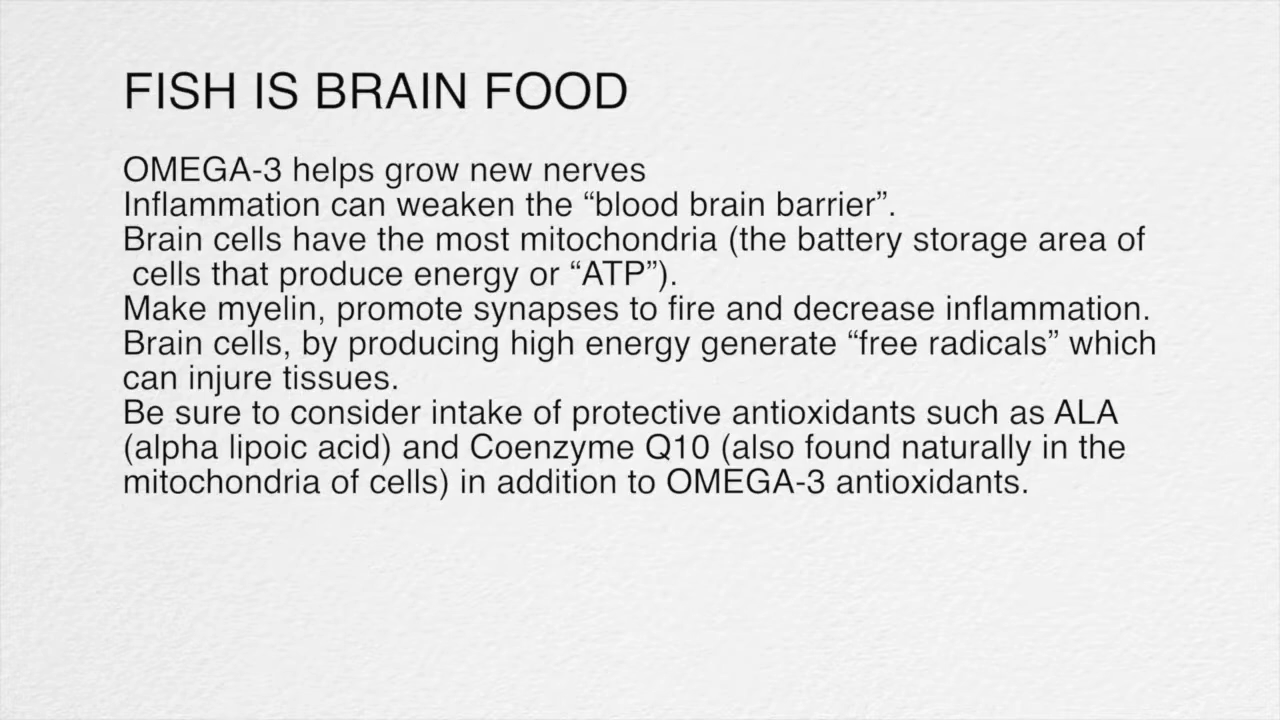 FISH IS BRAIN FOOD
OMEGA-3 helps grow new nerves
Inflammation can weaken the “blood brain barrier”.
Brain cells have the most mitochondria (the battery storage area of
cells that produce energy or “ATP”).
Make myelin, promote synapses to fire and decrease inflammation.
Brain cells, by producing high energy generate “free radicals” which
can injure tissues.
Be sure to consider intake of protective antioxidants such as ALA
(alpha lipoic acid) and Coenzyme Q10 (also found naturally in the
mitochondria of cells) in addition to OMEGA-3 antioxidants.